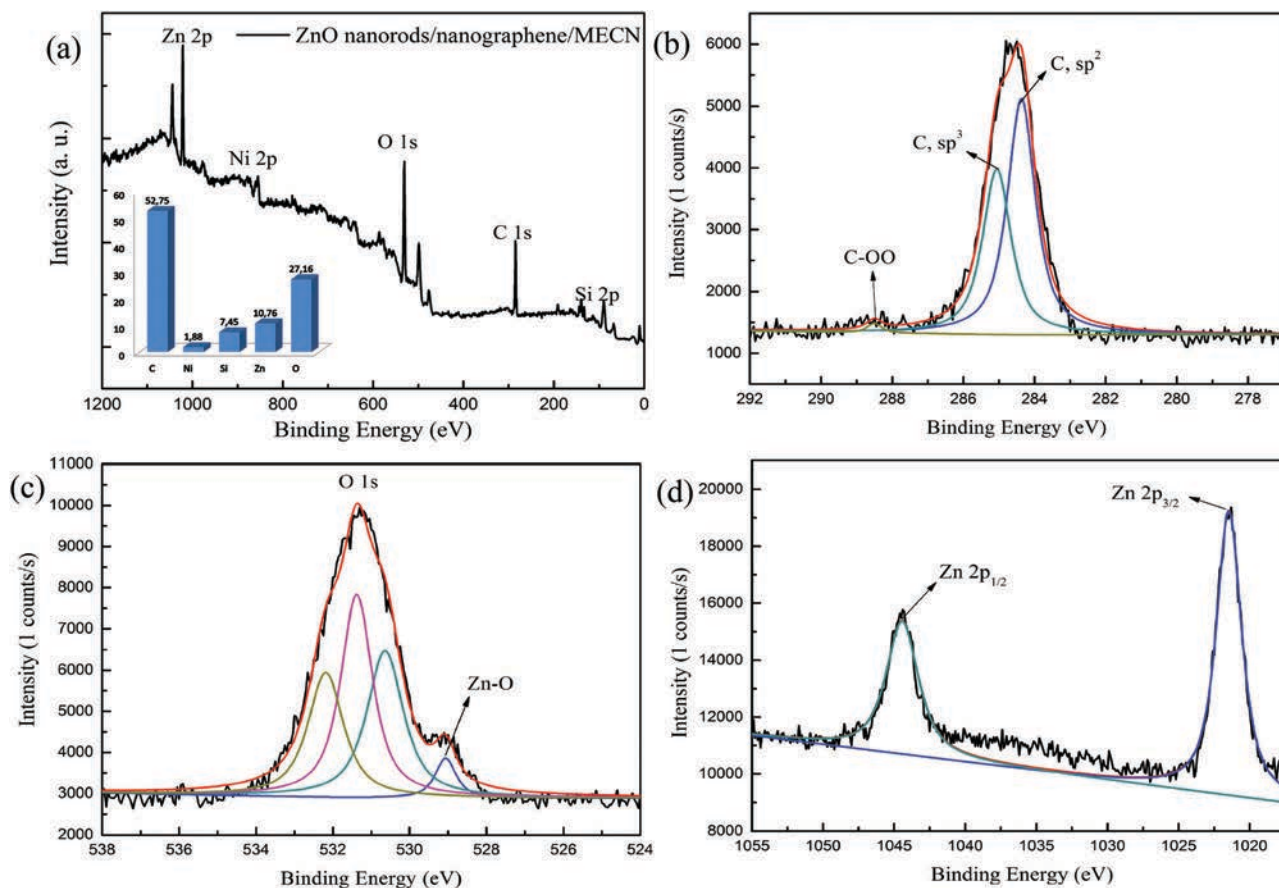 (a)
Zn 2p
ZnO nanorods/nanographene/MECN
Ni 2p
O 1s
C 1s
Si 2p
Intensity (a. u.)
60
50
40
30
20
10
0
52,75
1,88
7,45
10,76
27,16
C Ni Si Zn O
1200 1000 800 600 400 200 0
Binding Energy (eV)
(b)
6000
5000
4000
3000
2000
1000
Intensity (1 counts/s)
C, sp²
C, sp³
C-OO
292 290 288 286 284 282 280 278
Binding Energy (eV)
(c)
11000
10000
9000
8000
7000
6000
5000
4000
3000
2000
Intensity (1 counts/s)
O 1s
Zn-O
538 536 534 532 530 528 526 524
Binding Energy (eV)
(d)
20000
18000
16000
14000
12000
10000
8000
Intensity (1 counts/s)
Zn 2p₃/₂
Zn 2p₁/₂
1055 1050 1045 1040 1035 1030 1025 1020
Binding Energy (eV)